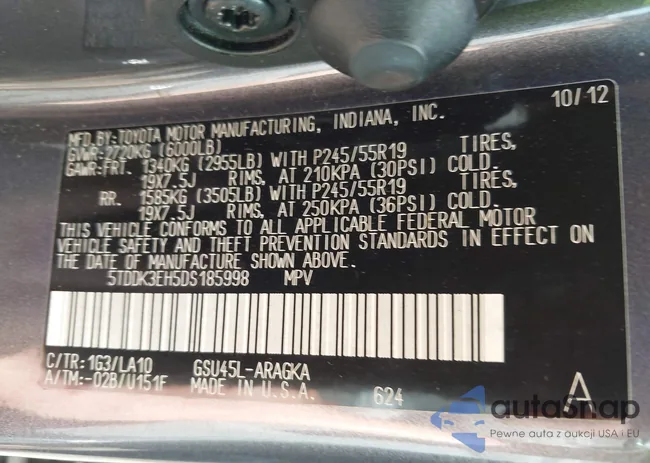 10/12
MFD.BY:TOYOTA MOTOR MANUFACTURING, INDIANA, INC.
GVWR:2720KG (6000LB)
GAWR:FRT. 1340KG (2955LB) WITH P245/55R19 TIRES,
19X7.5J RIMS, AT 210KPA (30PSI) COLD.
RR. 1585KG (3505LB) WITH P245/55R19 TIRES,
19X7.5J RIMS, AT 250KPA (36PSI) COLD.
THIS VEHICLE CONFORMS TO ALL APPLICABLE FEDERAL MOTOR
VEHICLE SAFETY AND THEFT PREVENTION STANDARDS IN EFFECT ON
THE DATE OF MANUFACTURE SHOWN ABOVE.
5TDDK3EH5DS185998 MPV
C/TR:1G3/LA10 GSU45L-ARAGKA
A/TM:-02B/U151F MADE IN U.S.A. 624 A
autoSnap
Pewne auta z aukcji USA i EU